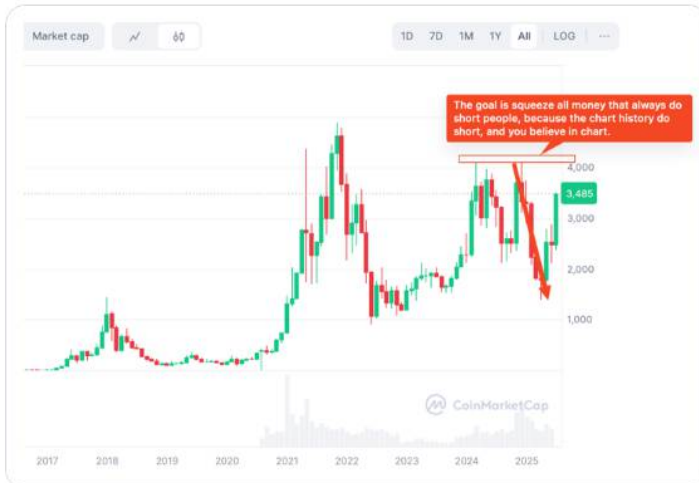 Market cap
1D 7D 1M 1Y All LOG ...
The goal is squeeze all money that always do
short people, because the chart history do
short, and you believe in chart.
4,000
3,485
3,000
2,000
1,000
CoinMarketCap
2017 2018 2019 2020 2021 2022 2023 2024 2025